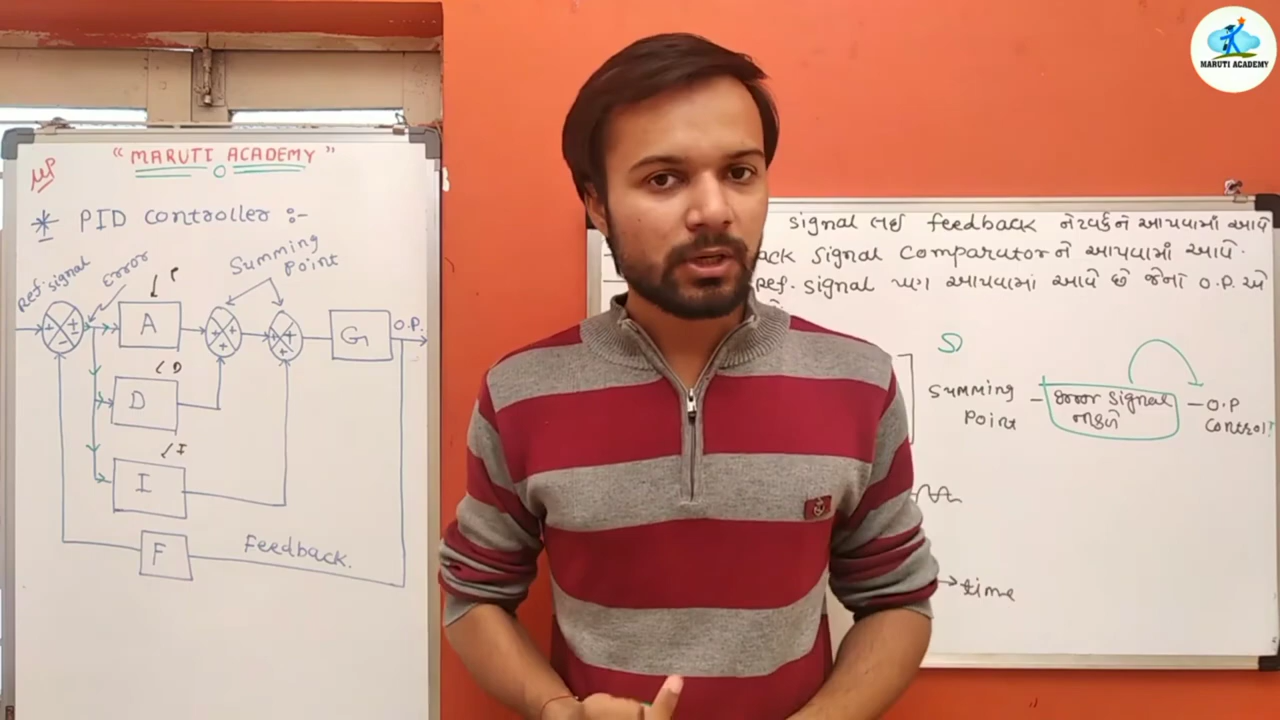 MARUTI ACADEMY
"MARUTI ACADEMY"
* PID controller :-
Ref. signal
error
P
Summing
Point
A
G
O.P.
D
D
I
I
F
Feedback.
signal લઈ feedback નેટવર્કને આપવામાં આવે
ack signal comparator ને આપવામાં આવે.
Ref. signal પણ આપવામાં આવે છે જેનાં O.P. એ
Summing
Point
error signal
O.P
control
time